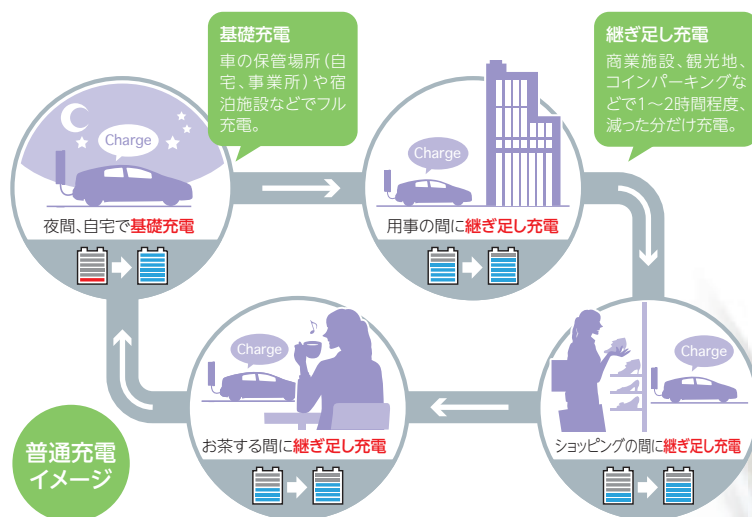 基礎充電
車の保管場所（自
宅、事業所）や宿
泊施設などでフル
充電。
継ぎ足し充電
商業施設、観光地、
コインパーキングな
どで1～2時間程度、
減った分だけ充電。
Charge
夜間、自宅で基礎充電
Charge
用事の間に継ぎ足し充電
Charge
お茶する間に継ぎ足し充電
Charge
ショッピングの間に継ぎ足し充電
普通充電
イメージ